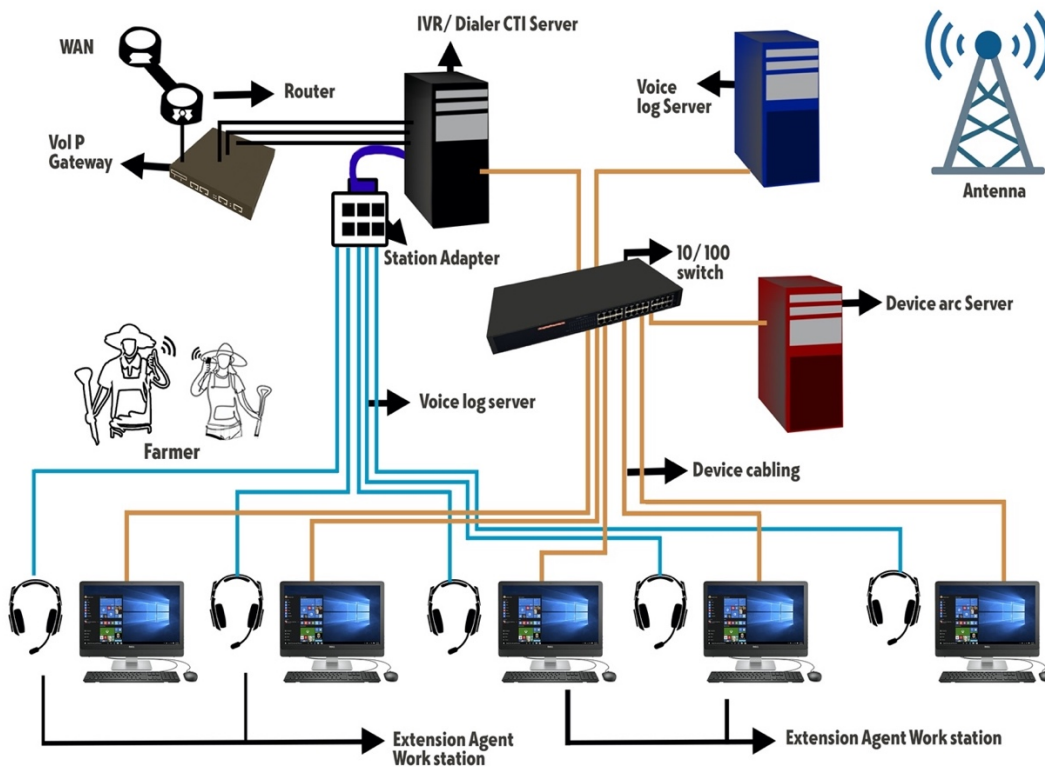 IVR/ Dialer CTI Server
WAN
Router
Voice
log Server
Vol P
Gateway
Antenna
Station Adapter
10/100
switch
Device arc Server
Voice log server
Farmer
Device cabling
Extension Agent
Work station
Extension Agent Work station